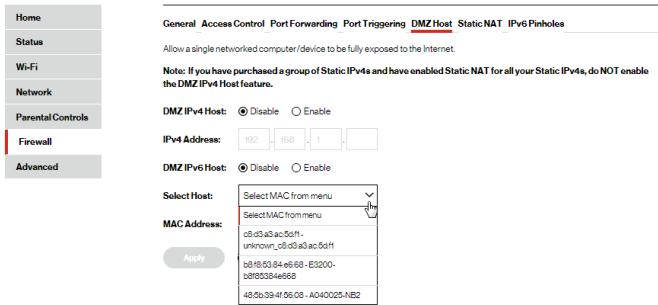 Home
Status
Wi-Fi
Network
Parental Controls
Firewall
Advanced
General Access Control Port Forwarding Port Triggering DMZ Host Static NAT IPv6 Pinholes
Allow a single networked computer/device to be fully exposed to the Internet.
Note: If you have purchased a group of Static IPv4s and have enabled Static NAT for all your Static IPv4s, do NOT enable
the DMZ IPv4 Host feature.
DMZ IPv4 Host: Disable Enable
IPv4 Address: 192 . 168 . 1 .
DMZ IPv6 Host: Disable Enable
Select Host: Select MAC from menu
MAC Address:
Select MAC from menu
c8:d3:a3:ac:5d:f1 -
unknown_c8:d3:a3:ac:5d:f1
b8:f8:53:84:e6:68 - E3200-
b8f85384e668
48:5b:39:4f:56:08 - A040025-NB2
Apply